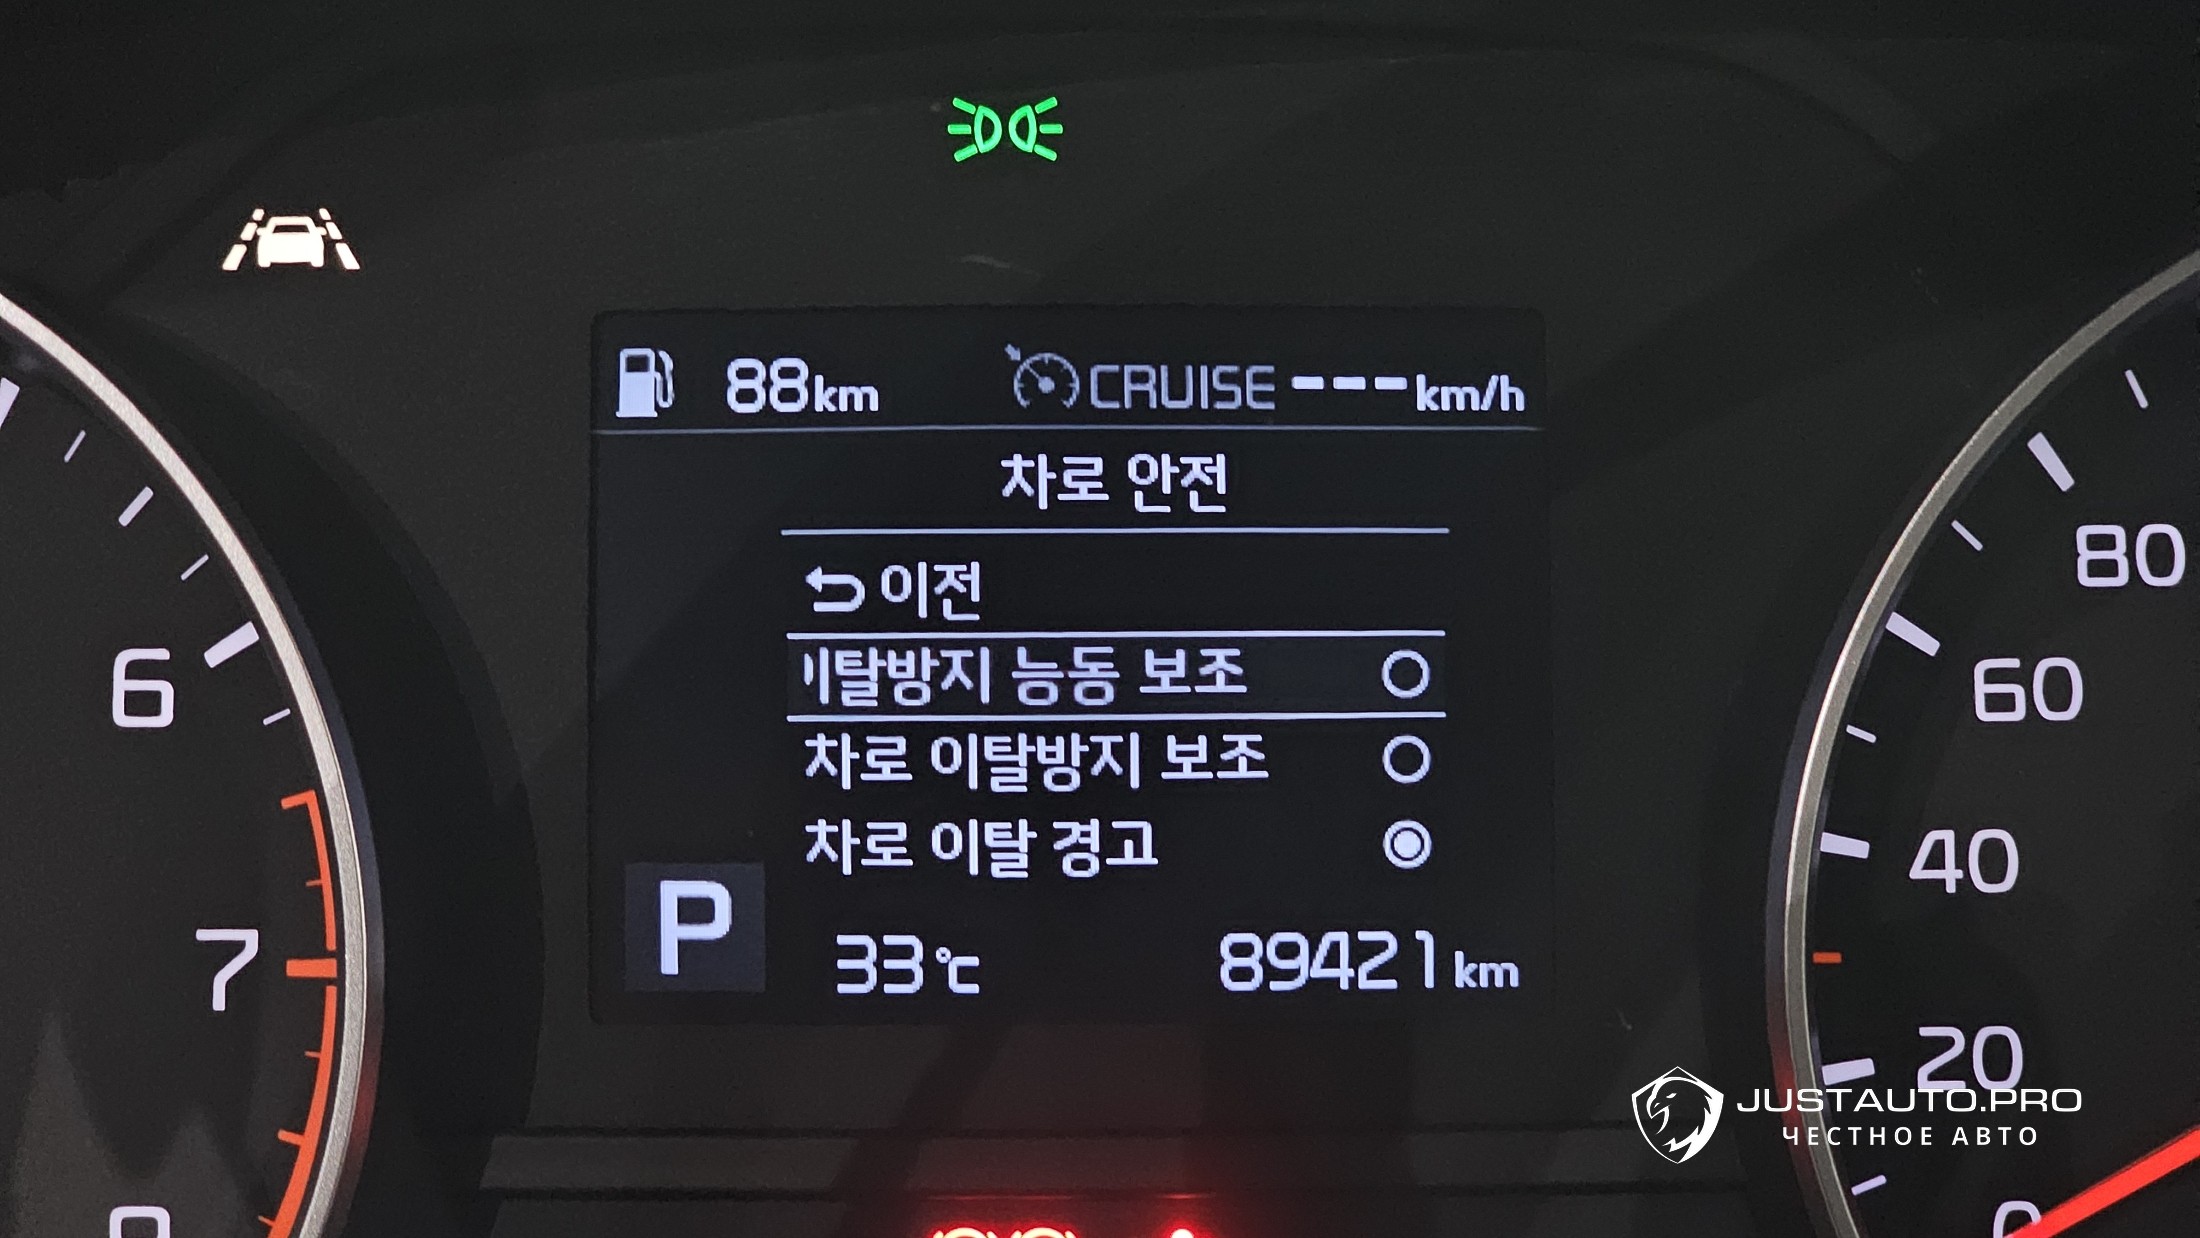 88km CRUISE ---km/h
차로 안전
이전
이탈방지 능동 보조
차로 이탈방지 보조
차로 이탈 경고
P
33℃ 89421km
6
7
8
80
60
40
20
0
JUSTAUTO.PRO
ЧЕСТНОЕ АВТО